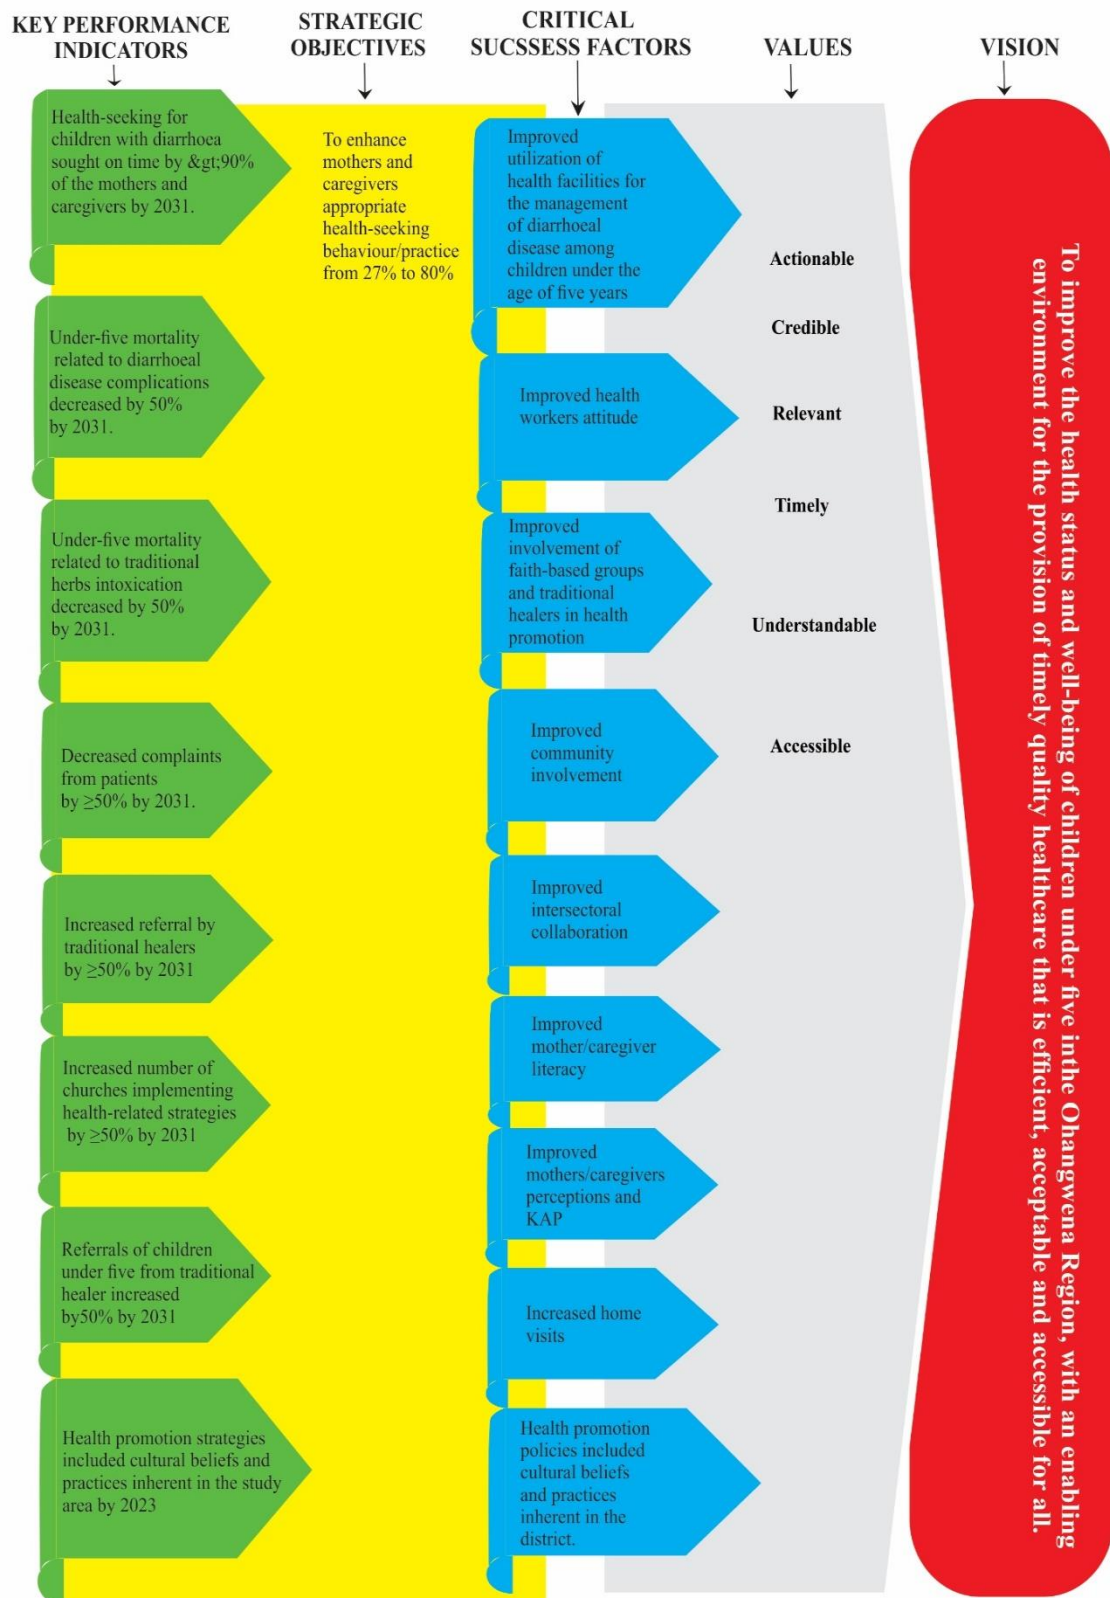 KEY PERFORMANCE
INDICATORS
STRATEGIC
OBJECTIVES
CRITICAL
SUCSSESS FACTORS
VALUES
VISION
Health-seeking for
children with diarrhoea
sought on time by &gt;90%
of the mothers and
caregivers by 2031.
Under-five mortality
related to diarrhoeal
disease complications
decreased by 50%
by 2031.
Under-five mortality
related to traditional
herbs intoxication
decreased by 50%
by 2031.
Decreased complaints
from patients
by ≥50% by 2031.
Increased referral by
traditional healers
by ≥50% by 2031
Increased number of
churches implementing
health-related strategies
by ≥50% by 2031
Referrals of children
under five from traditional
healer increased
by50% by 2031
Health promotion strategies
included cultural beliefs and
practices inherent in the study
area by 2023
To enhance
mothers and
caregivers
appropriate
health-seeking
behaviour/practice
from 27% to 80%
Improved
utilization of
health facilities for
the management
of diarrhoeal
disease among
children under the
age of five years
Improved health
workers attitude
Improved
involvement of
faith-based groups
and traditional
healers in health
promotion
Improved
community
involvement
Improved
intersectoral
collaboration
Improved
mother/caregiver
literacy
Improved
mothers/caregivers
perceptions and
KAP
Increased home
visits
Health promotion
policies included
cultural beliefs
and practices
inherent in the
district.
Actionable
Credible
Relevant
Timely
Understandable
Accessible
To improve the health status and well-being of children under five inthe Ohangwena Region, with an enabling
environment for the provision of timely quality healthcare that is efficient, acceptable and accessible for all.